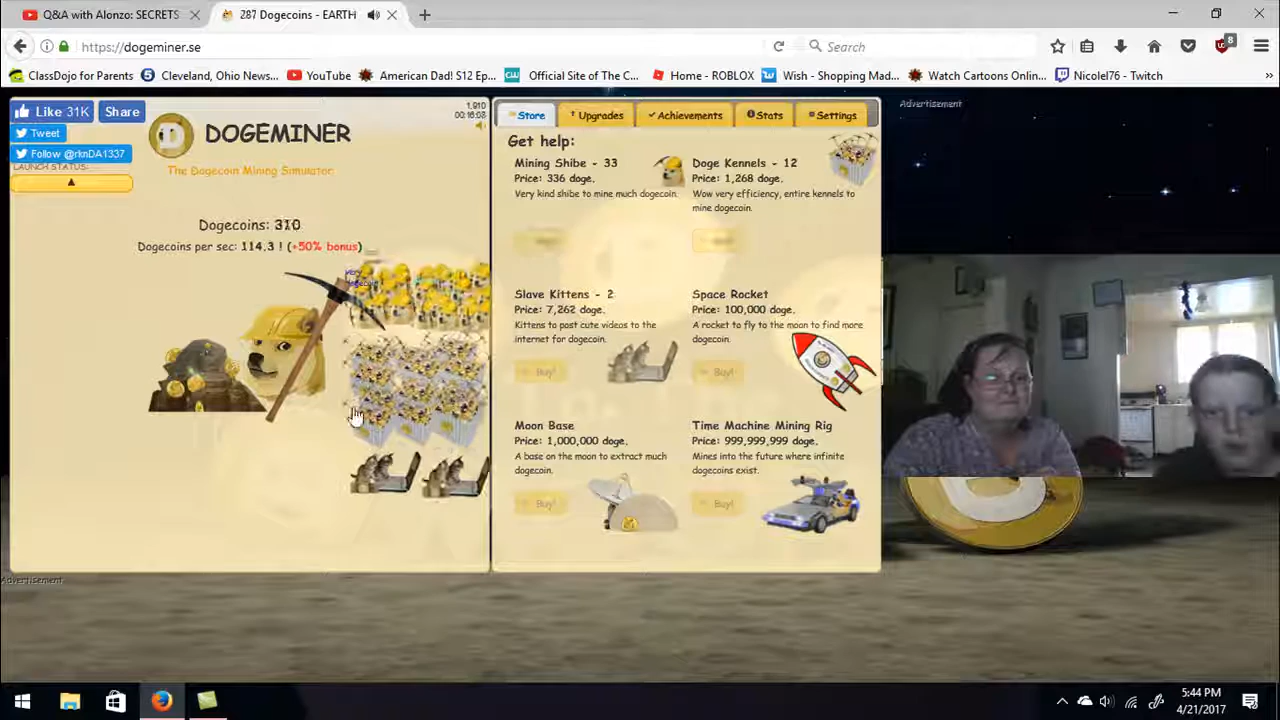 Q&A with Alonzo: SECRETS
287 Dogecoins - EARTH
https://dogeminer.se
Search
8
ClassDojo for Parents
Cleveland, Ohio News...
YouTube
American Dad! S12 Ep...
Official Site of The C...
Home - ROBLOX
Wish - Shopping Mad...
Watch Cartoons Onlin...
Nicolel76 - Twitch
Like 31K
Share
Tweet
Follow @rknDA1337
LAUNCH STATUS:
DOGEMINER
The Dogecoin Mining Simulator
1,910
Dogecoins: 310
Dogecoins per sec: 114.3 ! (+50% bonus)
very
Store
Upgrades
Achievements
Stats
Settings
Get help:
Mining Shibe - 33
Price: 336 doge.
Very kind shibe to mine much dogecoin.
Doge Kennels - 12
Price: 1,268 doge.
Wow very efficiency, entire kennels to
mine dogecoin.
Slave Kittens - 2
Price: 7,262 doge.
Kittens to post cute videos to the
internet for dogecoin.
Buy!
Space Rocket
Price: 100,000 doge.
A rocket to fly to the moon to find more
dogecoin.
Buy!
Moon Base
Price: 1,000,000 doge.
A base on the moon to extract much
dogecoin.
Buy!
Time Machine Mining Rig
Price: 999,999,999 doge.
Mines into the future where infinite
dogecoins exist.
Buy!
Advertisement
Advertisement
5:44 PM
4/21/2017